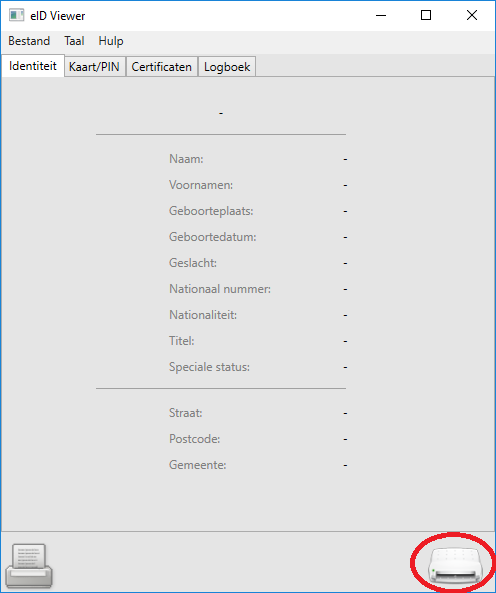 eID Viewer
Bestand Taal Hulp
Identiteit Kaart/PIN Certificaten Logboek
-
Naam: -
Voornamen: -
Geboorteplaats: -
Geboortedatum: -
Geslacht: -
Nationaal nummer: -
Nationaliteit: -
Titel: -
Speciale status: -
Straat: -
Postcode: -
Gemeente: -